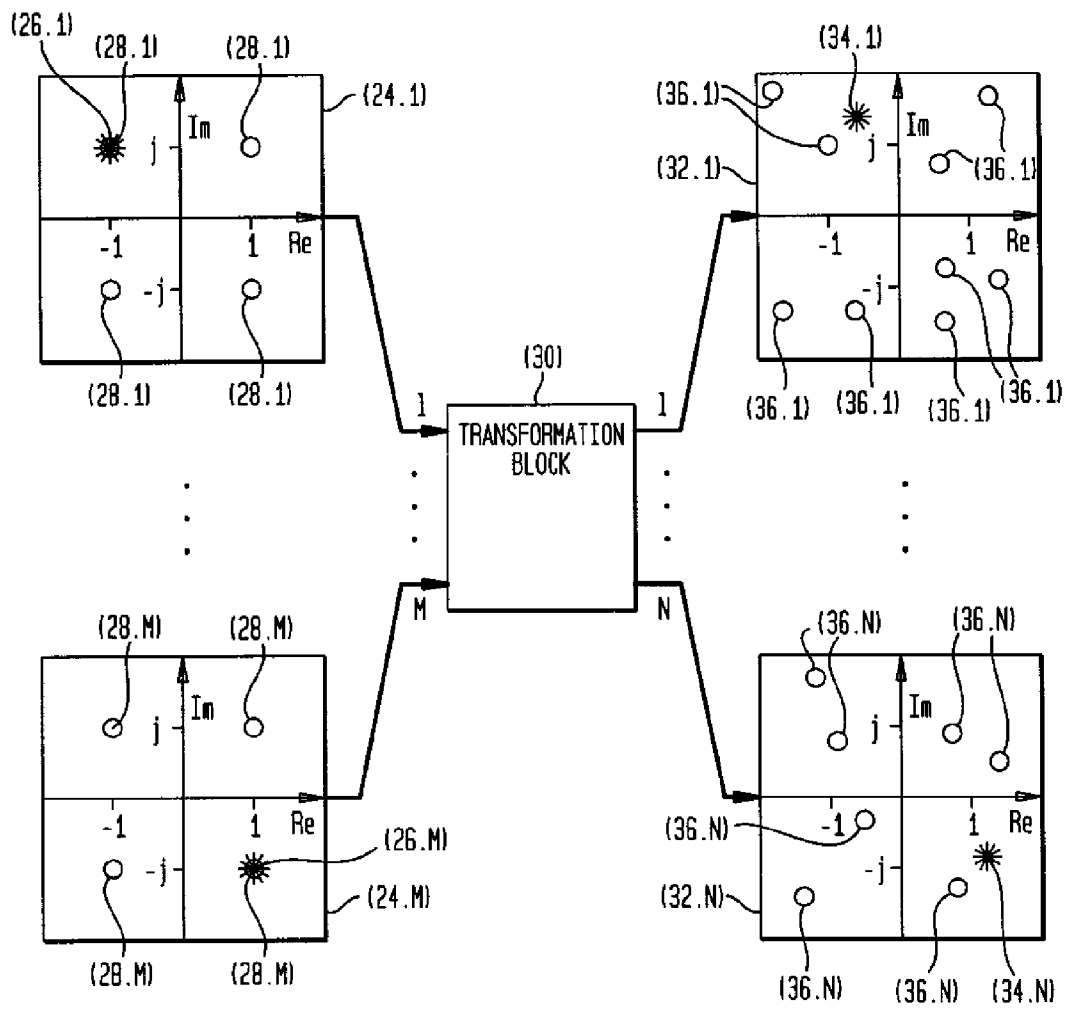 (26.1)
(28.1)
(28.1)
(24.1)
Im
j
-1
1
Re
-j
(28.1)
(28.1)
(34.1)
(36.1)
(32.1)
Im
j
(36.1)
-1
1
Re
-j
(36.1)
(36.1)
(36.1)
(36.1)
(30)
1
1
TRANSFORMATION
BLOCK
M
N
(28.M)
(28.M)
Im
j
-1
1
Re
-j
(26.M)
(24.M)
(28.M)
(28.M)
(36.N)
(36.N)
Im
j
(36.N)
-1
1
Re
-j
(32.N)
(36.N)
(36.N)
(34.N)